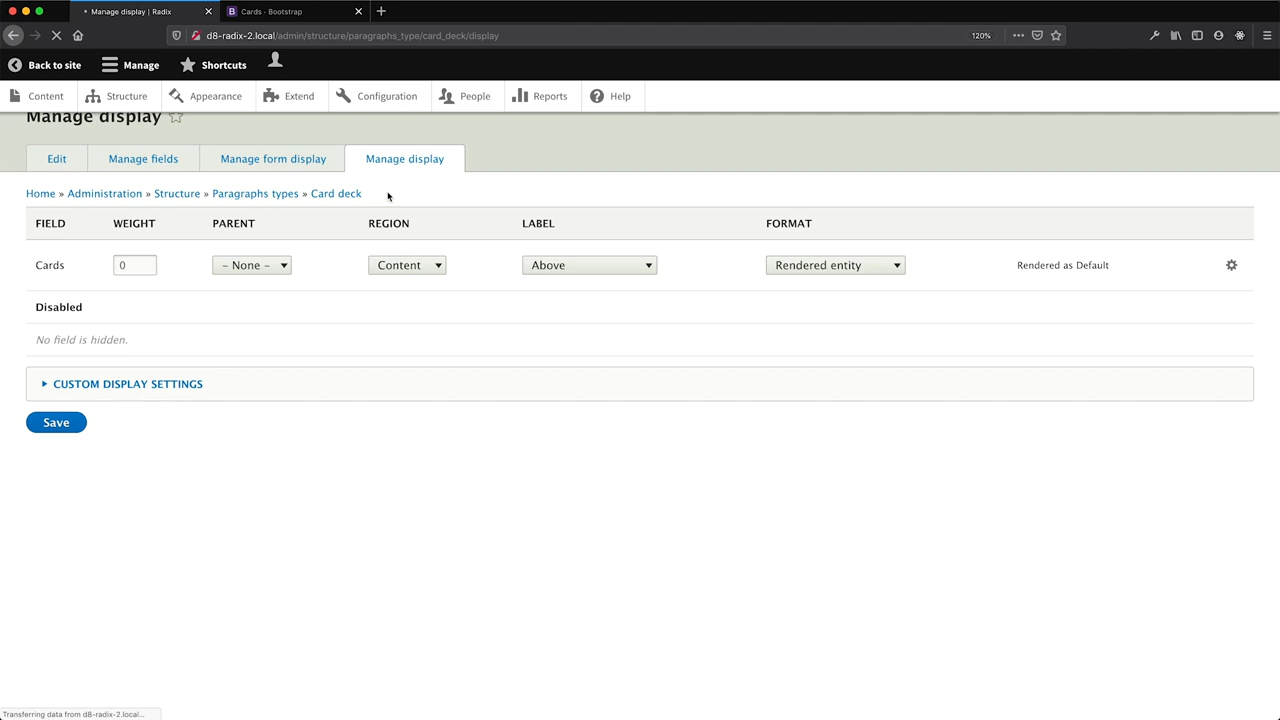 Manage display | Radix
Cards · Bootstrap
d8-radix-2.local/admin/structure/paragraphs_type/card_deck/display
120%
Back to site
Manage
Shortcuts
Content
Structure
Appearance
Extend
Configuration
People
Reports
Help
Manage display
Edit
Manage fields
Manage form display
Manage display
Home » Administration » Structure » Paragraphs types » Card deck
FIELD WEIGHT PARENT REGION LABEL FORMAT
Cards 0 - None - Content Above Rendered entity Rendered as Default
Disabled
No field is hidden.
CUSTOM DISPLAY SETTINGS
Save
Transferring data from d8-radix-2.local...